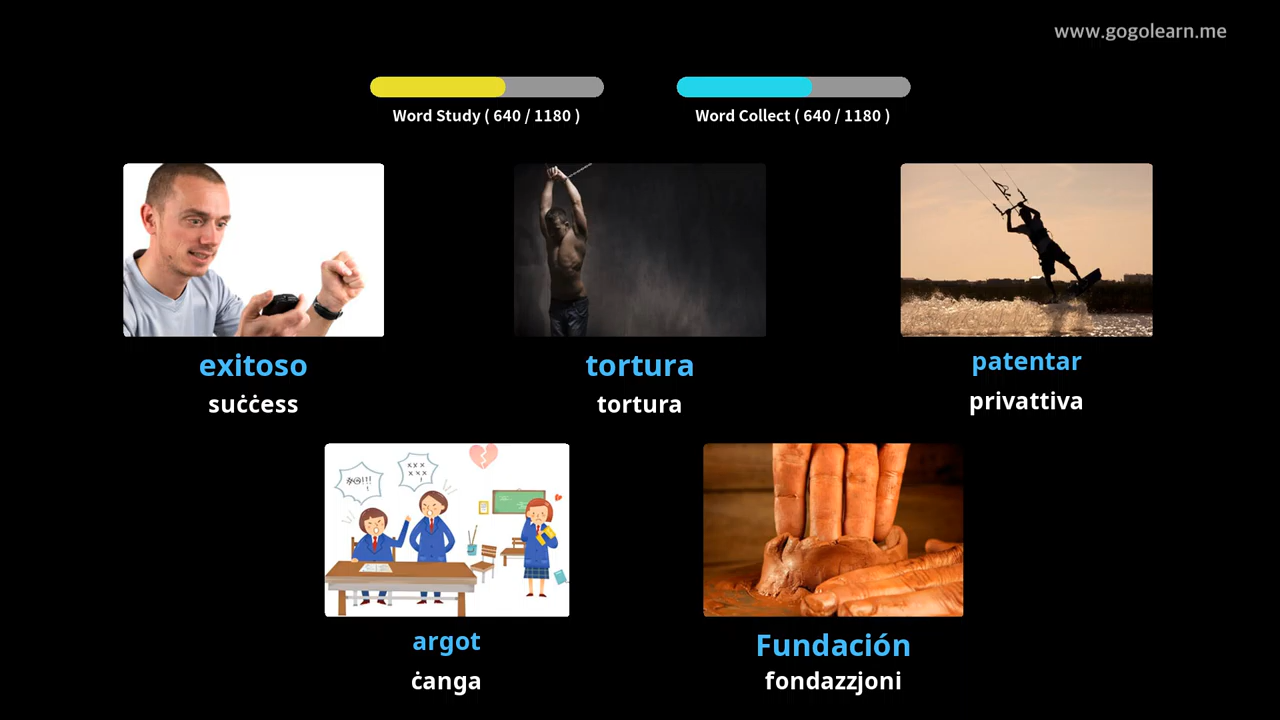 www.gogolearn.me
Word Study ( 640 / 1180 )
Word Collect ( 640 / 1180 )
exitoso
suċċess
tortura
tortura
patentar
privattiva
※@!!!
!
x x x
x x
!
argot
ċanga
Fundación
fondazzjoni